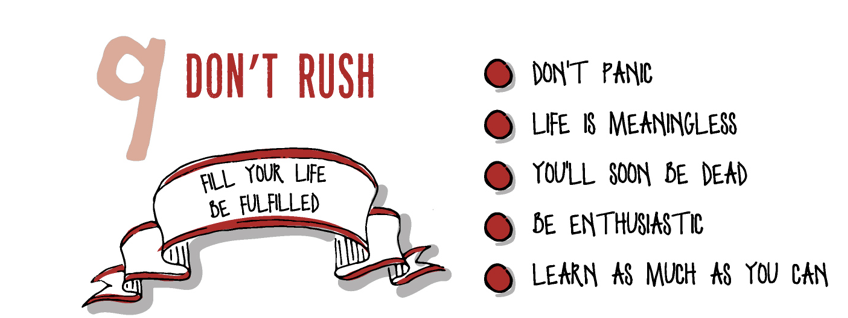 9 DON'T RUSH
FILL YOUR LIFE
BE FULFILLED
DON'T PANIC
LIFE IS MEANINGLESS
YOU'LL SOON BE DEAD
BE ENTHUSIASTIC
LEARN AS MUCH AS YOU CAN